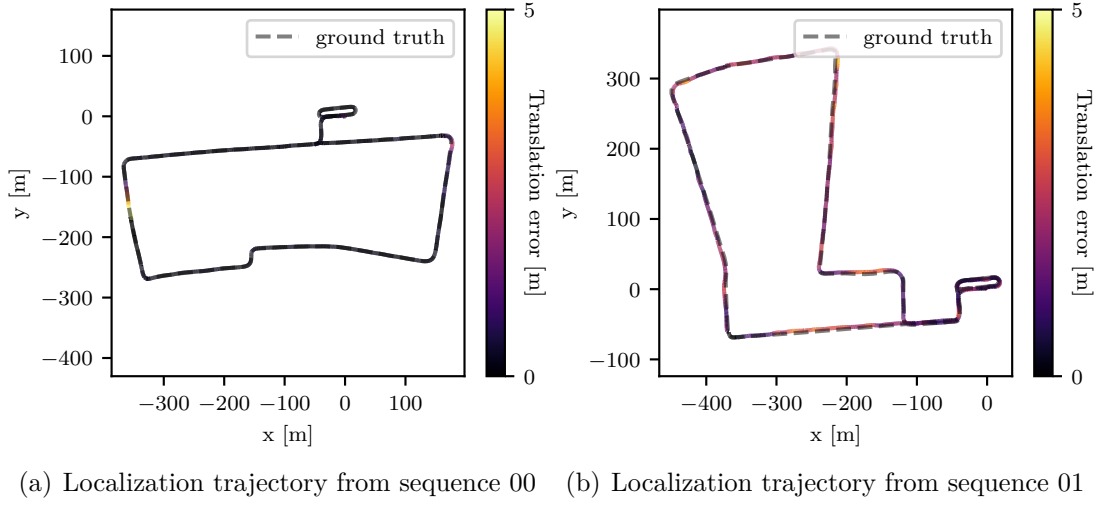 100
0
−100
−200
−300
−400
y [m]
−300
−200
−100
0
100
x [m]
ground truth
5
0
Translation error [m]
(a) Localization trajectory from sequence 00
300
200
100
0
−100
y [m]
−400
−300
−200
−100
0
x [m]
ground truth
5
0
Translation error [m]
(b) Localization trajectory from sequence 01